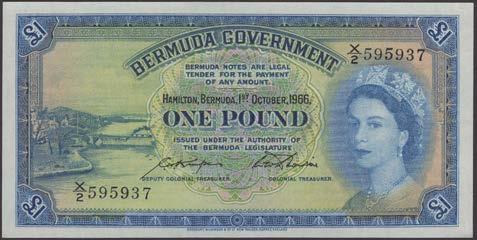 £1 £1
BERMUDA GOVERNMENT
X/2 595937
BERMUDA NOTES ARE LEGAL
TENDER FOR THE PAYMENT
OF ANY AMOUNT.
HAMILTON, BERMUDA, 1ST OCTOBER, 1966.
ONE POUND
ISSUED UNDER THE AUTHORITY OF
THE BERMUDA LEGISLATURE
X/2 595937
DEPUTY COLONIAL TREASURER. COLONIAL TREASURER.
£1 £1